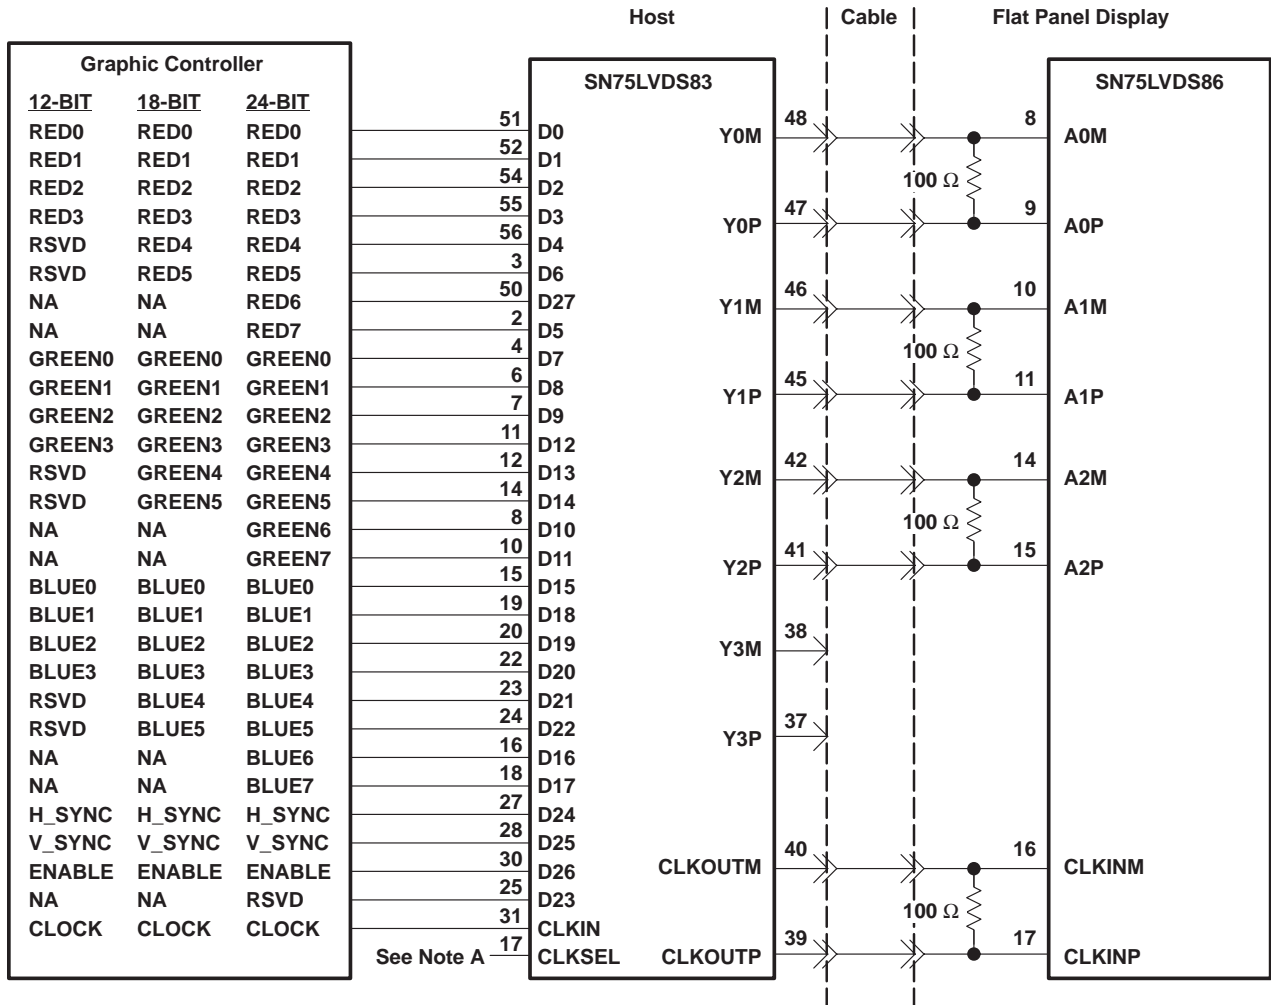 Host Cable Flat Panel Display
Graphic Controller
12-BIT 18-BIT 24-BIT
RED0 RED0 RED0
RED1 RED1 RED1
RED2 RED2 RED2
RED3 RED3 RED3
RSVD RED4 RED4
RSVD RED5 RED5
NA NA RED6
NA NA RED7
GREEN0 GREEN0 GREEN0
GREEN1 GREEN1 GREEN1
GREEN2 GREEN2 GREEN2
GREEN3 GREEN3 GREEN3
RSVD GREEN4 GREEN4
RSVD GREEN5 GREEN5
NA NA GREEN6
NA NA GREEN7
BLUE0 BLUE0 BLUE0
BLUE1 BLUE1 BLUE1
BLUE2 BLUE2 BLUE2
BLUE3 BLUE3 BLUE3
RSVD BLUE4 BLUE4
RSVD BLUE5 BLUE5
NA NA BLUE6
NA NA BLUE7
H_SYNC H_SYNC H_SYNC
V_SYNC V_SYNC V_SYNC
ENABLE ENABLE ENABLE
NA NA RSVD
CLOCK CLOCK CLOCK
SN75LVDS83
51 D0
52 D1
54 D2
55 D3
56 D4
3 D6
50 D27
2 D5
4 D7
6 D8
7 D9
11 D12
12 D13
14 D14
8 D10
10 D11
15 D15
19 D18
20 D19
22 D20
23 D21
24 D22
16 D16
18 D17
27 D24
28 D25
30 D26
25 D23
31 CLKIN
See Note A 17 CLKSEL
Y0M 48
Y0P 47
Y1M 46
Y1P 45
Y2M 42
Y2P 41
Y3M 38
Y3P 37
CLKOUTM 40
CLKOUTP 39
100 Ω
100 Ω
100 Ω
100 Ω
SN75LVDS86
8 A0M
9 A0P
10 A1M
11 A1P
14 A2M
15 A2P
16 CLKINM
17 CLKINP